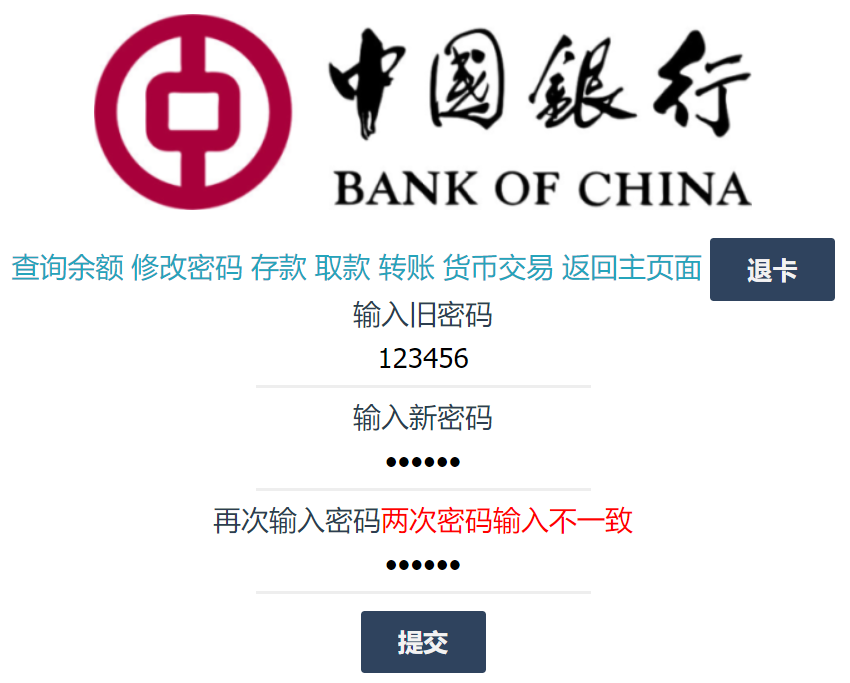 中國銀行
BANK OF CHINA
查询余额 修改密码 存款 取款 转账 货币交易 返回主页面 退卡
输入旧密码
123456
输入新密码
••••••
再次输入密码两次密码输入不一致
••••••
提交